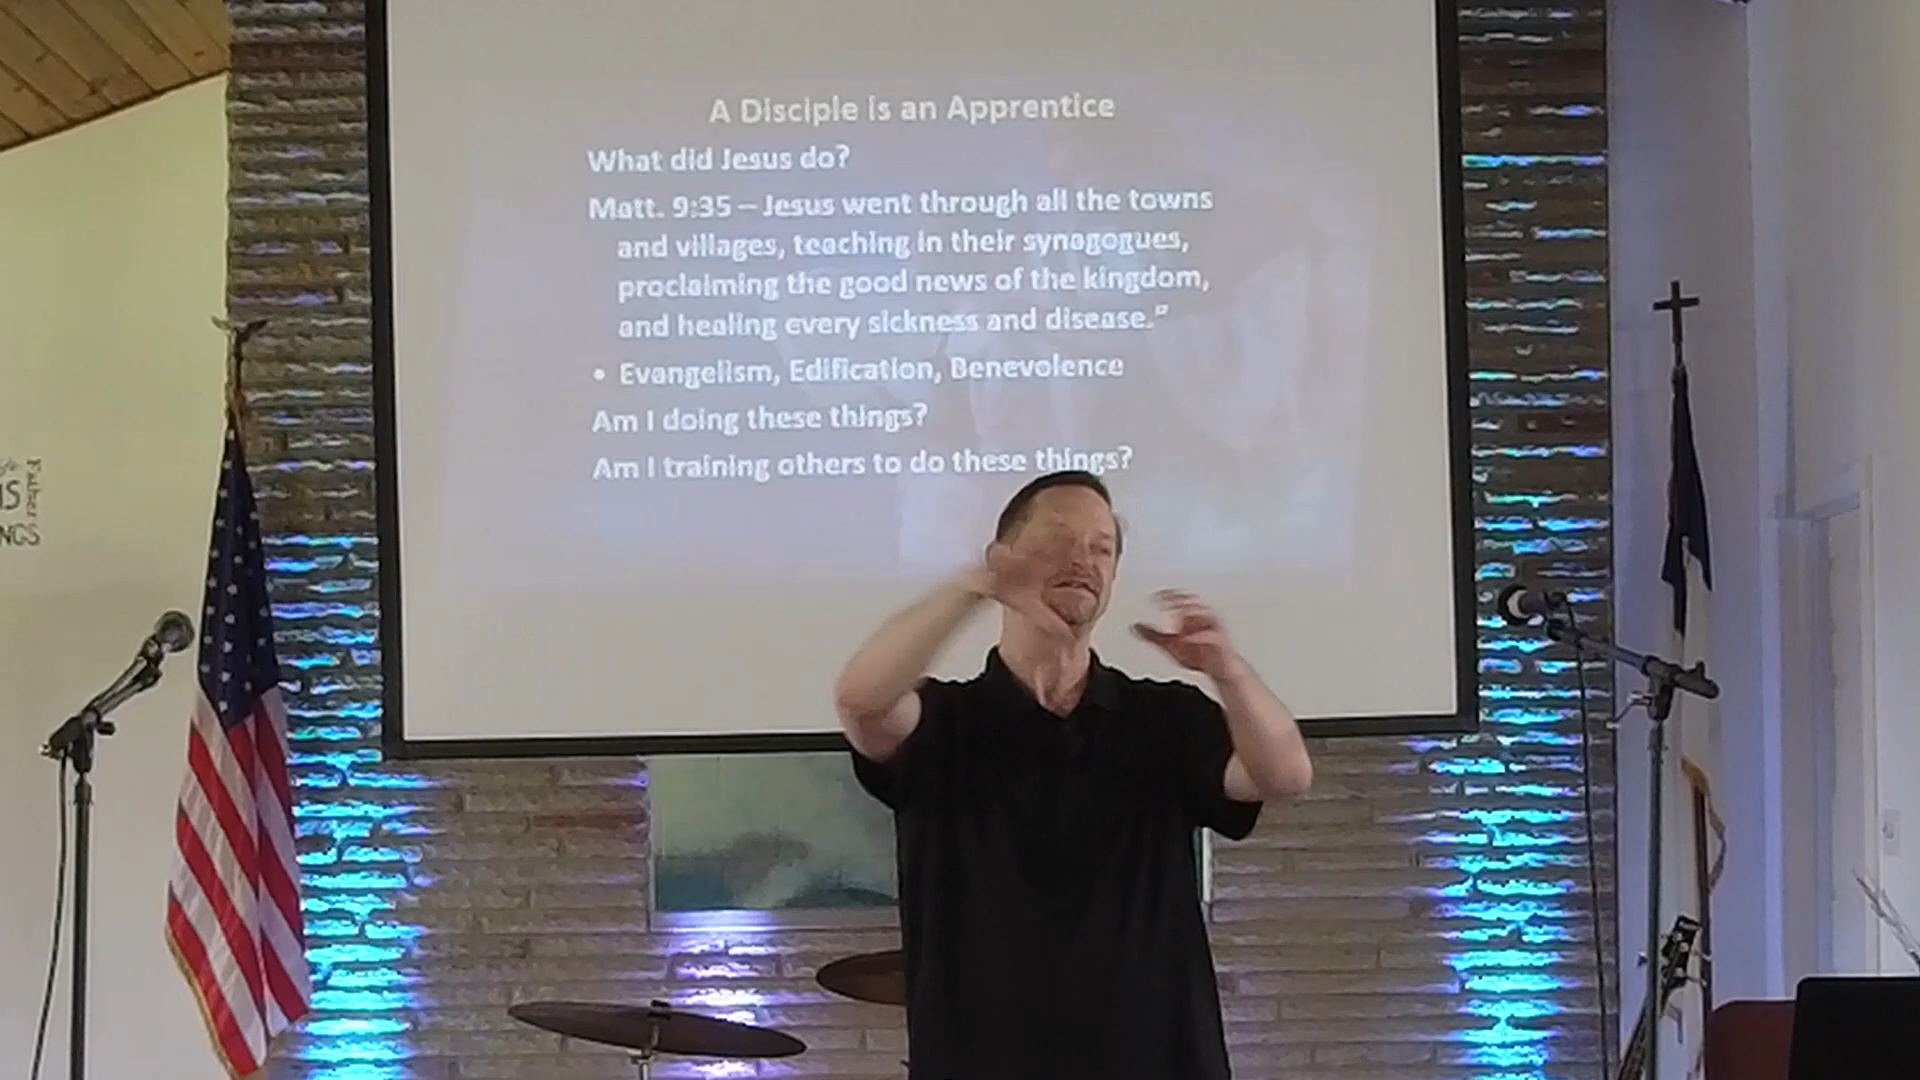 A Disciple is an Apprentice
What did Jesus do?
Matt. 9:35 – Jesus went through all the towns
and villages, teaching in their synagogues,
proclaiming the good news of the kingdom,
and healing every sickness and disease.”
• Evangelism, Edification, Benevolence
Am I doing these things?
Am I training others to do these things?
Father